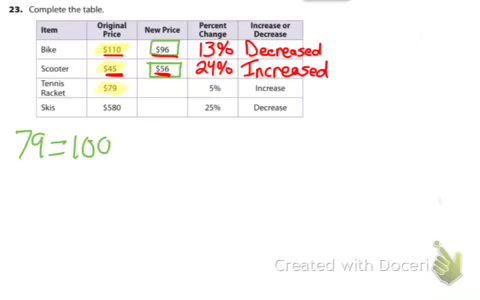 23. Complete the table.
Item Original Price New Price Percent Change Increase or Decrease
Bike $110 $96 13% Decreased
Scooter $45 $56 24% Increased
Tennis Racket $79 5% Increase
Skis $580 25% Decrease
79=100
Created with Doceri